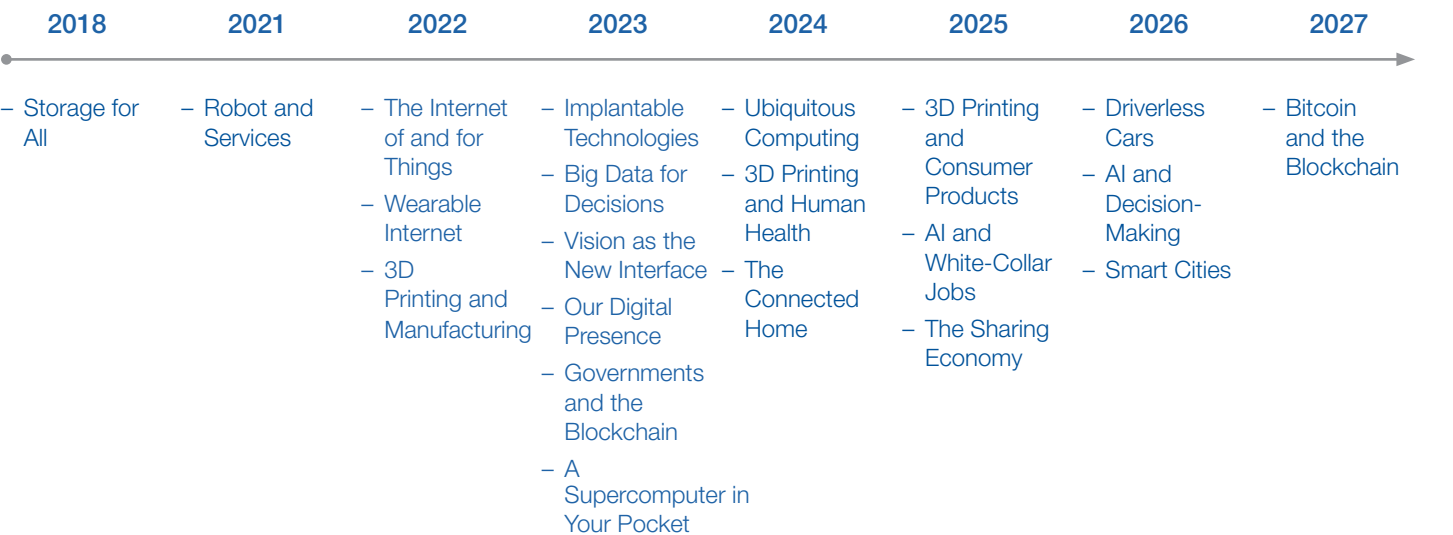 2018 2021 2022 2023 2024 2025 2026 2027
– Storage for
All
– Robot and
Services
– The Internet
of and for
Things
– Wearable
Internet
– 3D
Printing and
Manufacturing
– Implantable
Technologies
– Big Data for
Decisions
– Vision as the
New Interface
– Our Digital
Presence
– Governments
and the
Blockchain
– A
Supercomputer in
Your Pocket
– Ubiquitous
Computing
– 3D Printing
and Human
Health
– The
Connected
Home
– 3D Printing
and
Consumer
Products
– AI and
White-Collar
Jobs
– The Sharing
Economy
– Driverless
Cars
– AI and
Decision-
Making
– Smart Cities
– Bitcoin
and the
Blockchain